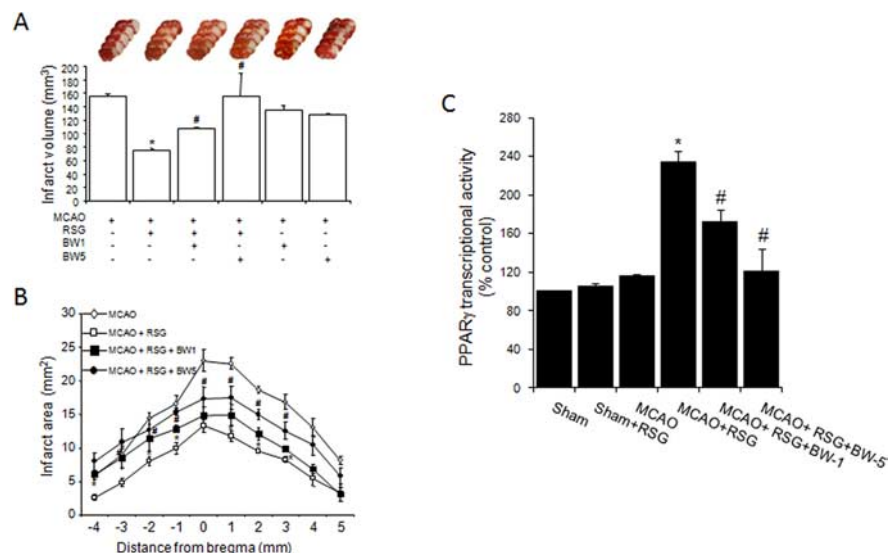 A
Infarct volume (mm3)
200
180
160
140
120
100
80
60
40
20
0
*
#
#
MCAO + + + + + +
RSG - + + + - -
BW1 - - + - + -
BW5 - - - + - +
B
Infarct area (mm2)
30
25
20
15
10
5
0
MCAO
MCAO + RSG
MCAO + RSG + BW1
MCAO + RSG + BW5
-4 -3 -2 -1 0 1 2 3 4 5
Distance from bregma (mm)
C
PPARγ transcriptional activity
(% control)
280
240
200
160
120
80
*
#
#
Sham
Sham+RSG
MCAO
MCAO+RSG
MCAO+ RSG+BW-1
MCAO+ RSG+BW-5